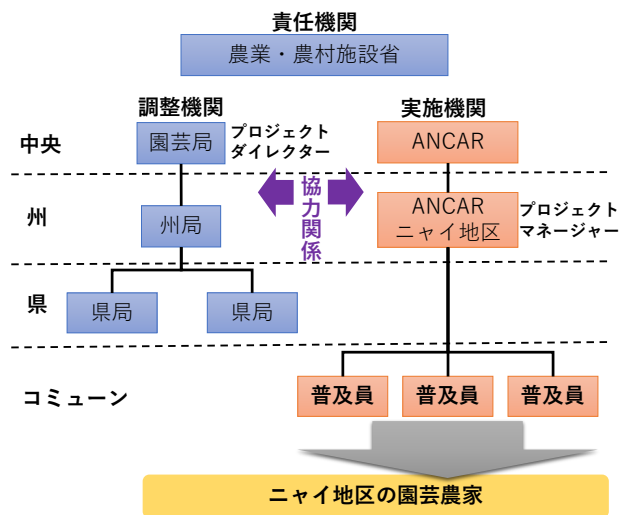 責任機関
農業・農村施設省
調整機関
実施機関
中央
園芸局
プロジェクト
ダイレクター
ANCAR
協力関係
州
州局
ANCAR
ニャイ地区
プロジェクト
マネージャー
県
県局
県局
コミューン
普及員
普及員
普及員
ニャイ地区の園芸農家